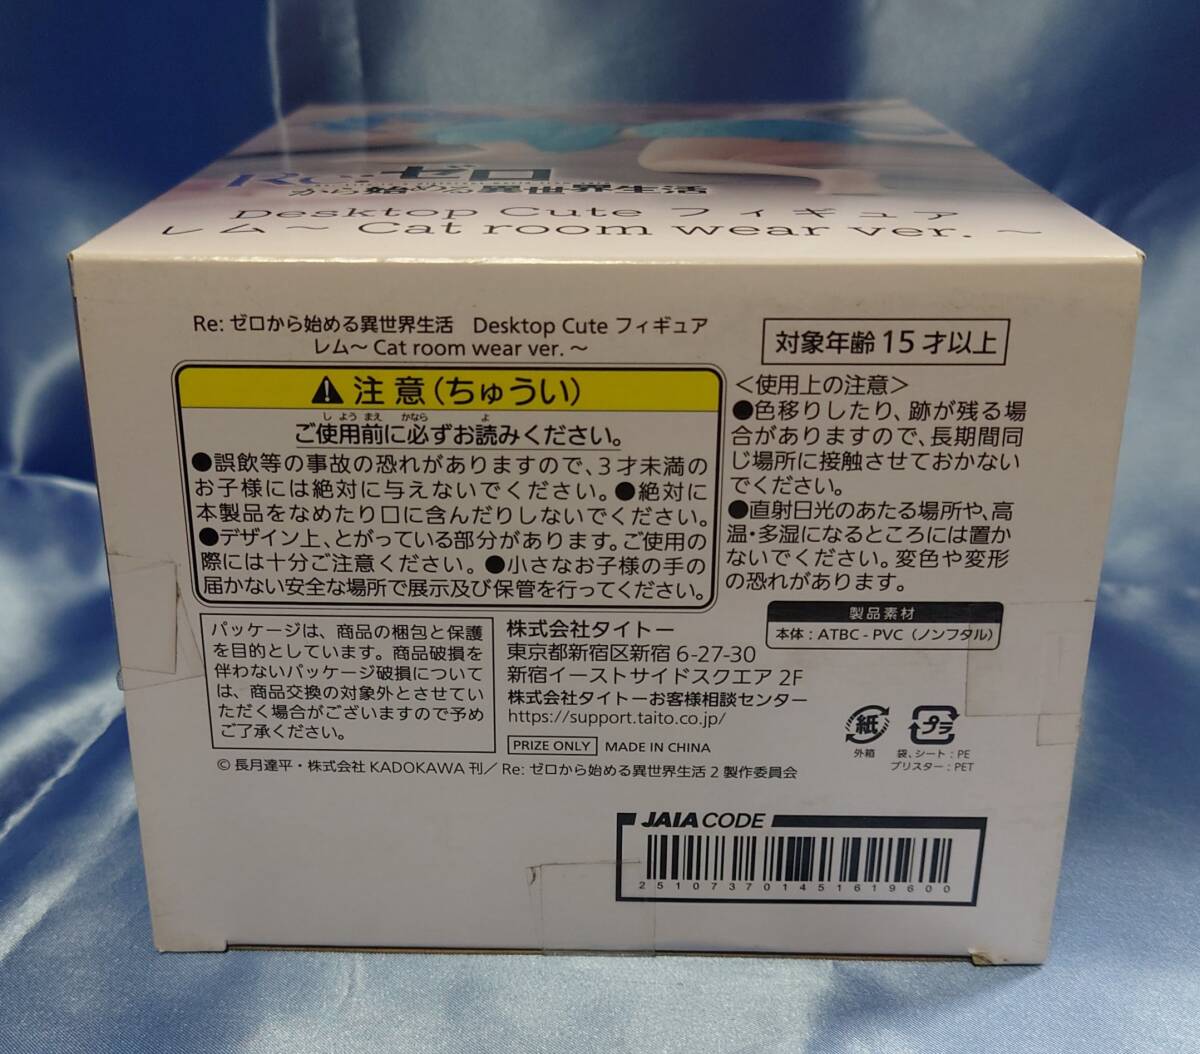 Re:ゼロ
から始める異世界生活
Desktop Cute フィギュア
レム～ Cat room wear ver. ～
Re: ゼロから始める異世界生活　Desktop Cute フィギュア
レム～ Cat room wear ver. ～
対象年齢 15 才以上
⚠ 注意(ちゅうい)
し よう まえ かなら よ
ご使用前に必ずお読みください。
●誤飲等の事故の恐れがありますので、3才未満の
お子様には絶対に与えないでください。●絶対に
本製品をなめたり口に含んだりしないでください。
●デザイン上、とがっている部分があります。ご使用の
際には十分ご注意ください。●小さなお子様の手の
届かない安全な場所で展示及び保管を行ってください。
＜使用上の注意＞
●色移りしたり、跡が残る場
合がありますので、長期間同
じ場所に接触させておかない
でください。
●直射日光のあたる場所や、高
温・多湿になるところには置か
ないでください。変色や変形
の恐れがあります。
製品素材
本体 : ATBC - PVC (ノンフタル)
パッケージは、商品の梱包と保護
を目的としています。商品破損を
伴わないパッケージ破損について
は、商品交換の対象外とさせてい
ただく場合がございますので予め
ご了承ください。
株式会社タイトー
東京都新宿区新宿 6-27-30
新宿イーストサイドスクエア 2F
株式会社タイトーお客様相談センター
https://support.taito.co.jp/
PRIZE ONLY MADE IN CHINA
紙
外箱
プラ
袋、シート : PE
ブリスター : PET
© 長月達平・株式会社 KADOKAWA 刊／ Re: ゼロから始める異世界生活 2 製作委員会
JAIA CODE
251073701451619600